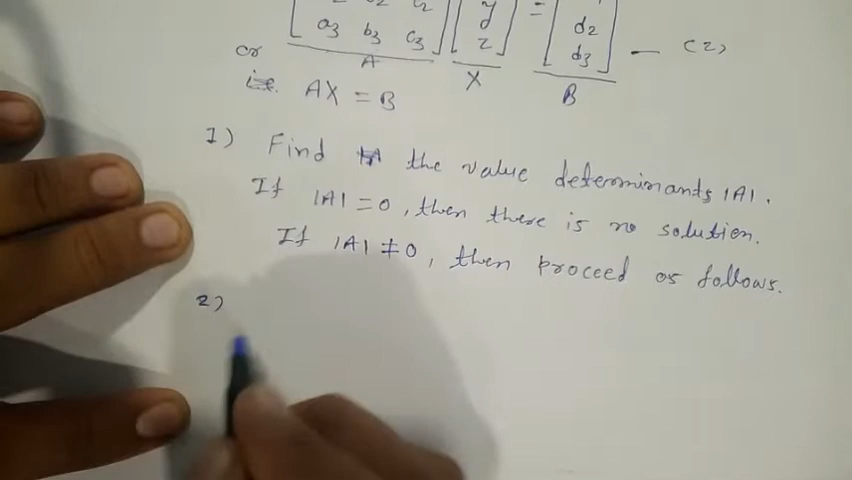 a3 b3 c3 z = d2
d3 — (2)
or A X B
i.e. AX = B
1) Find the value determinants |A|.
If |A| = 0, then there is no solution.
If |A| ≠ 0, then proceed as follows.
2)